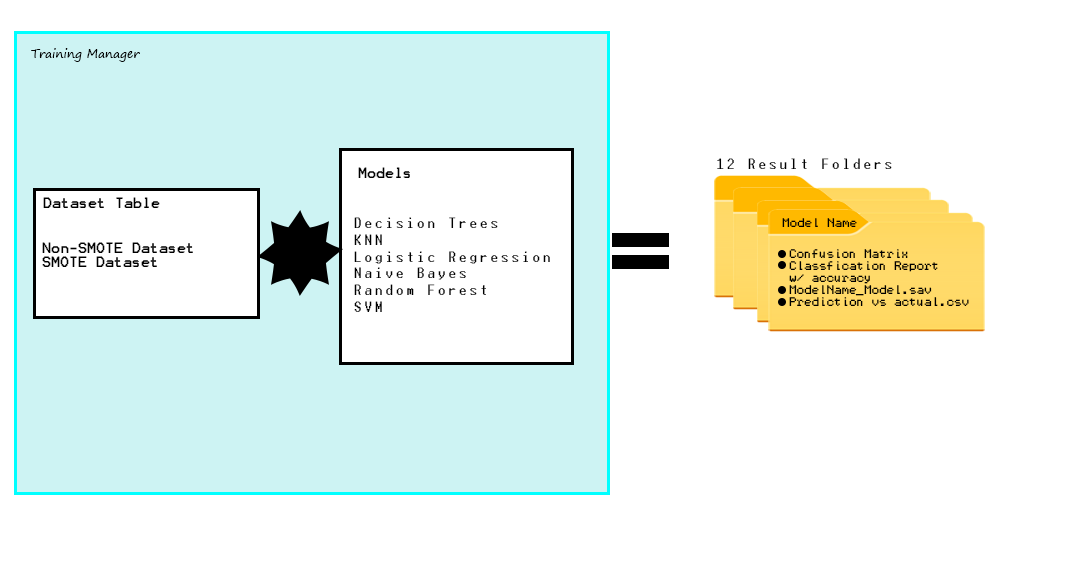 Training Manager
Dataset Table
Non-SMOTE Dataset
SMOTE Dataset
Models
Decision Trees
KNN
Logistic Regression
Naive Bayes
Random Forest
SVM
12 Result Folders
Model Name
●Confusion Matrix
●Classfication Report
w/ accuracy
●ModelName_Model.sav
●Prediction vs actual.csv